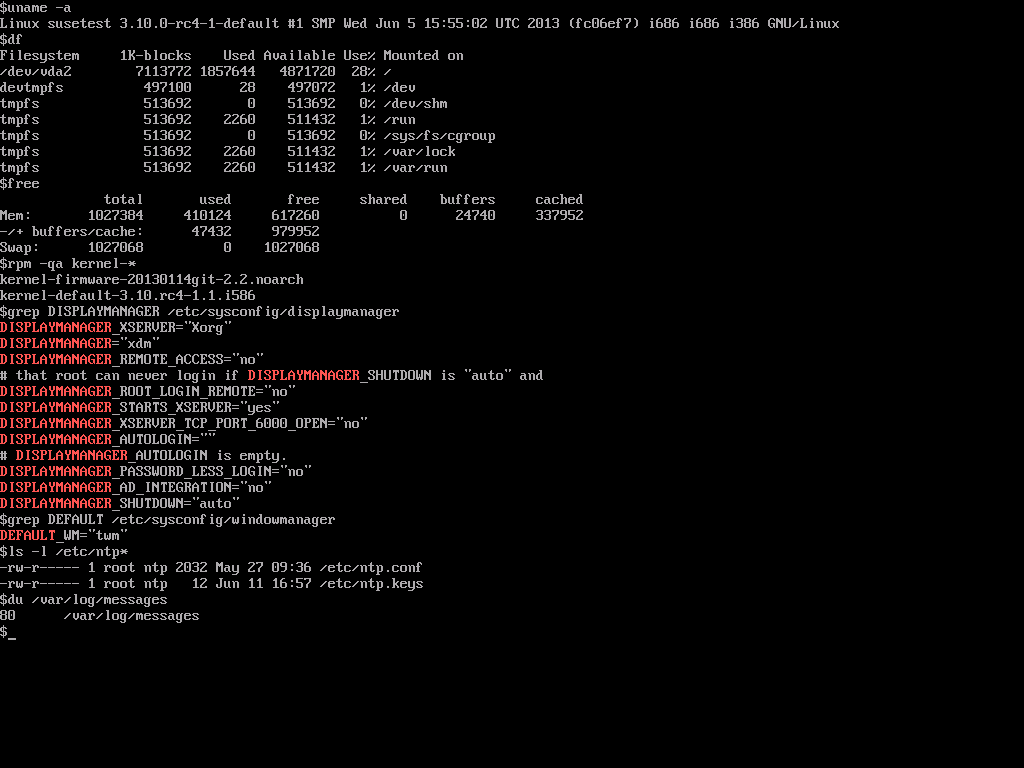 $uname -a
Linux susetest 3.10.0-rc4-1-default #1 SMP Wed Jun 5 15:55:02 UTC 2013 (fc06ef7) i686 i686 i386 GNU/Linux
$df
Filesystem     1K-blocks    Used Available Use% Mounted on
/dev/vda2        7113772 1857644   4871720  28% /
devtmpfs          497100      28    497072   1% /dev
tmpfs             513692       0    513692   0% /dev/shm
tmpfs             513692    2260    511432   1% /run
tmpfs             513692       0    513692   0% /sys/fs/cgroup
tmpfs             513692    2260    511432   1% /var/lock
tmpfs             513692    2260    511432   1% /var/run
$free
             total       used       free     shared    buffers     cached
Mem:       1027384     410124     617260          0      24740     337952
-/+ buffers/cache:      47432     979952
Swap:      1027068          0    1027068
$rpm -qa kernel-*
kernel-firmware-20130114git-2.2.noarch
kernel-default-3.10.rc4-1.1.i586
$grep DISPLAYMANAGER /etc/sysconfig/displaymanager
DISPLAYMANAGER_XSERVER="Xorg"
DISPLAYMANAGER="xdm"
DISPLAYMANAGER_REMOTE_ACCESS="no"
# that root can never login if DISPLAYMANAGER_SHUTDOWN is "auto" and
DISPLAYMANAGER_ROOT_LOGIN_REMOTE="no"
DISPLAYMANAGER_STARTS_XSERVER="yes"
DISPLAYMANAGER_XSERVER_TCP_PORT_6000_OPEN="no"
DISPLAYMANAGER_AUTOLOGIN=""
# DISPLAYMANAGER_AUTOLOGIN is empty.
DISPLAYMANAGER_PASSWORD_LESS_LOGIN="no"
DISPLAYMANAGER_AD_INTEGRATION="no"
DISPLAYMANAGER_SHUTDOWN="auto"
$grep DEFAULT /etc/sysconfig/windowmanager
DEFAULT_WM="twm"
$ls -l /etc/ntp*
-rw-r----- 1 root ntp 2032 May 27 09:36 /etc/ntp.conf
-rw-r----- 1 root ntp   12 Jun 11 16:57 /etc/ntp.keys
$du /var/log/messages
80      /var/log/messages
$_